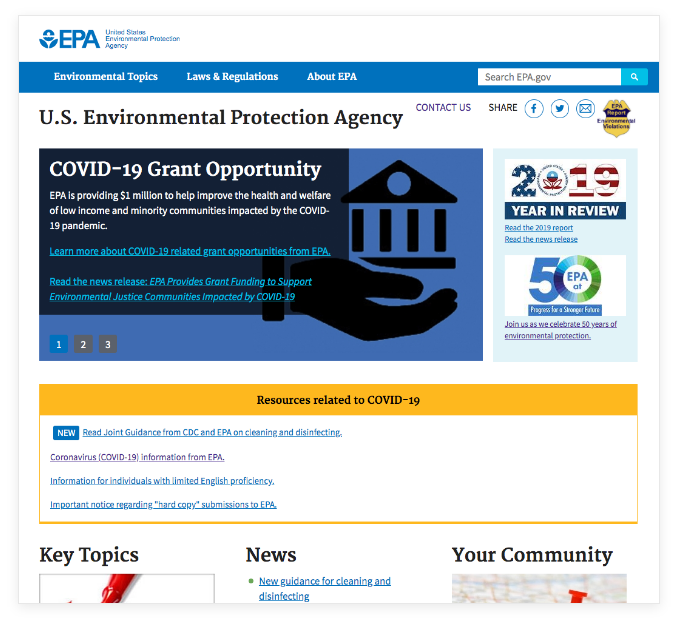 EPA
United States
Environmental Protection
Agency
Environmental Topics
Laws & Regulations
About EPA
Search EPA.gov
U.S. Environmental Protection Agency
CONTACT US
SHARE
EPA
Report
Environmental
Violations
COVID-19 Grant Opportunity
EPA is providing $1 million to help improve the health and welfare
of low income and minority communities impacted by the COVID-
19 pandemic.
Learn more about COVID-19 related grant opportunities from EPA.
Read the news release: EPA Provides Grant Funding to Support
Environmental Justice Communities Impacted by COVID-19
1 2 3
2019
YEAR IN REVIEW
Read the 2019 report
Read the news release
EPA
at
50
Progress for a Stronger Future
Join us as we celebrate 50 years of
environmental protection.
Resources related to COVID-19
NEW Read Joint Guidance from CDC and EPA on cleaning and disinfecting.
Coronavirus (COVID-19) information from EPA.
Information for individuals with limited English proficiency.
Important notice regarding "hard copy" submissions to EPA.
Key Topics
News
New guidance for cleaning and
disinfecting
Your Community